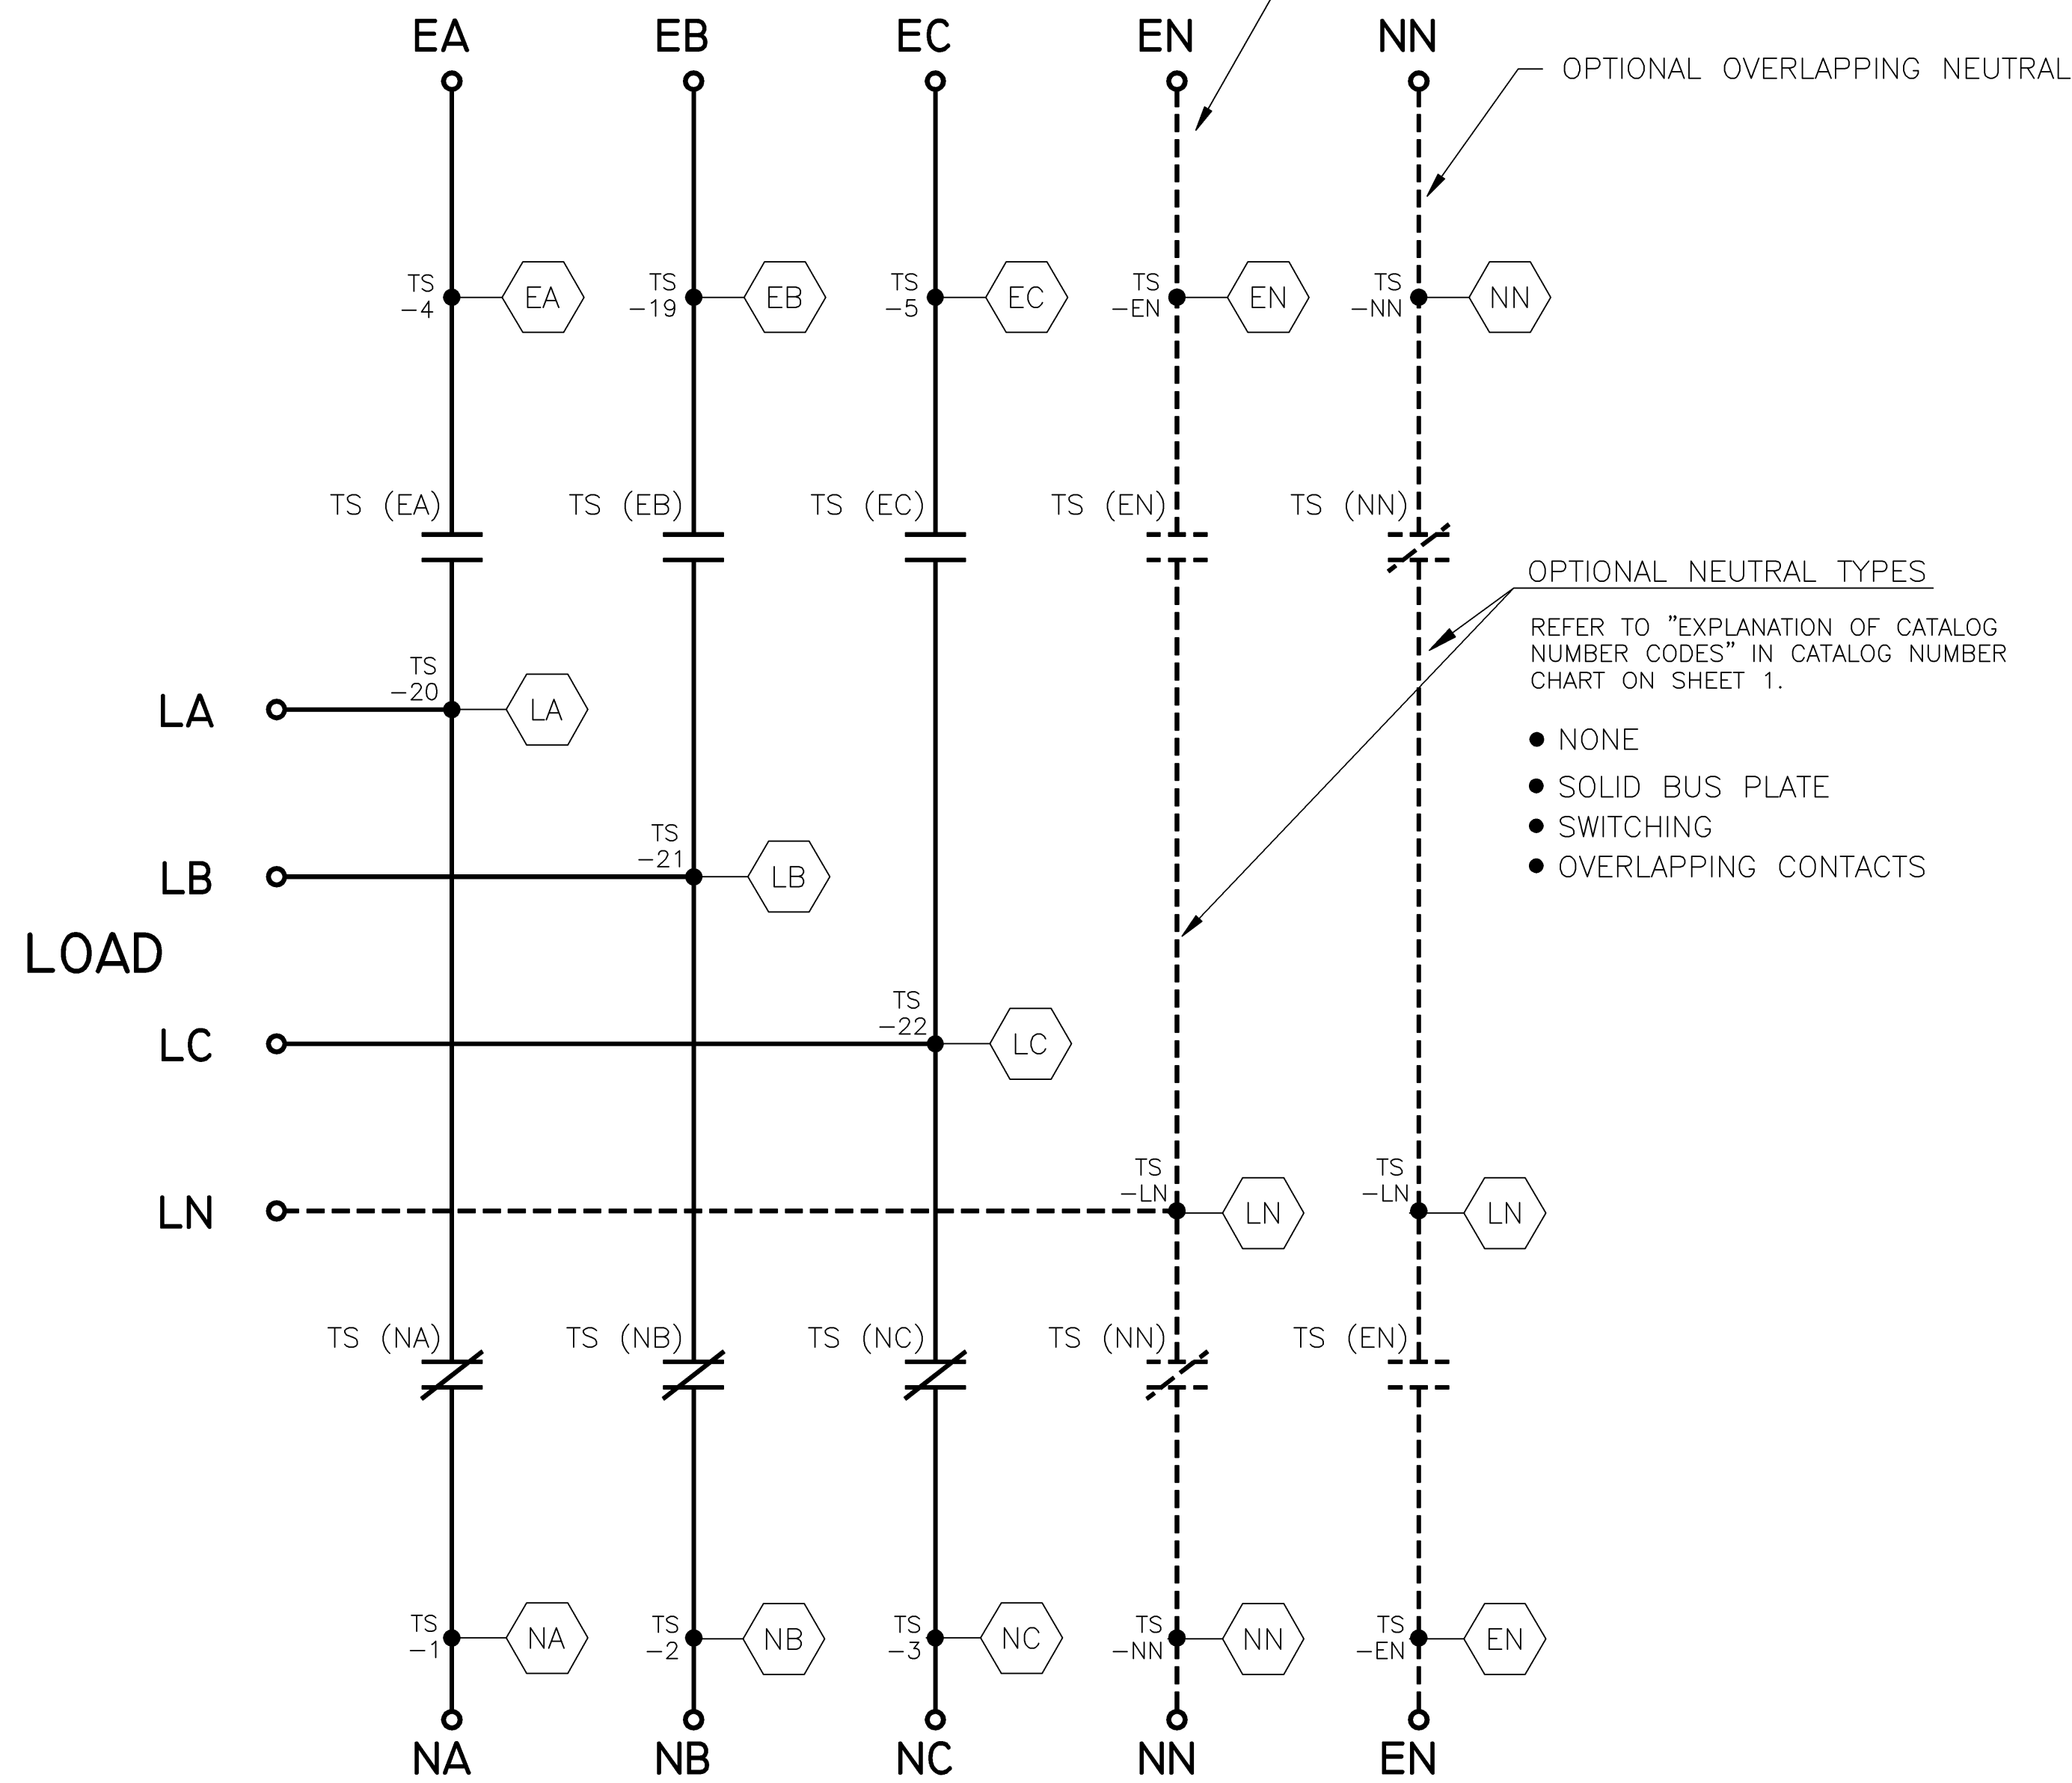 EA EB EC EN NN
OPTIONAL OVERLAPPING NEUTRAL
TS TS TS TS TS
-4 -19 -5 -EN -NN
EA EB EC EN NN
TS (EA) TS (EB) TS (EC) TS (EN) TS (NN)
OPTIONAL NEUTRAL TYPES
REFER TO "EXPLANATION OF CATALOG
NUMBER CODES" IN CATALOG NUMBER
CHART ON SHEET 1.
NONE
SOLID BUS PLATE
SWITCHING
OVERLAPPING CONTACTS
TS
-20
LA LA
TS
-21
LB LB
LOAD
TS
-22
LC LC
TS TS
-LN -LN
LN LN LN
TS (NA) TS (NB) TS (NC) TS (NN) TS (EN)
TS TS TS TS TS
-1 -2 -3 -NN -EN
NA NB NC NN EN
NA NB NC NN EN